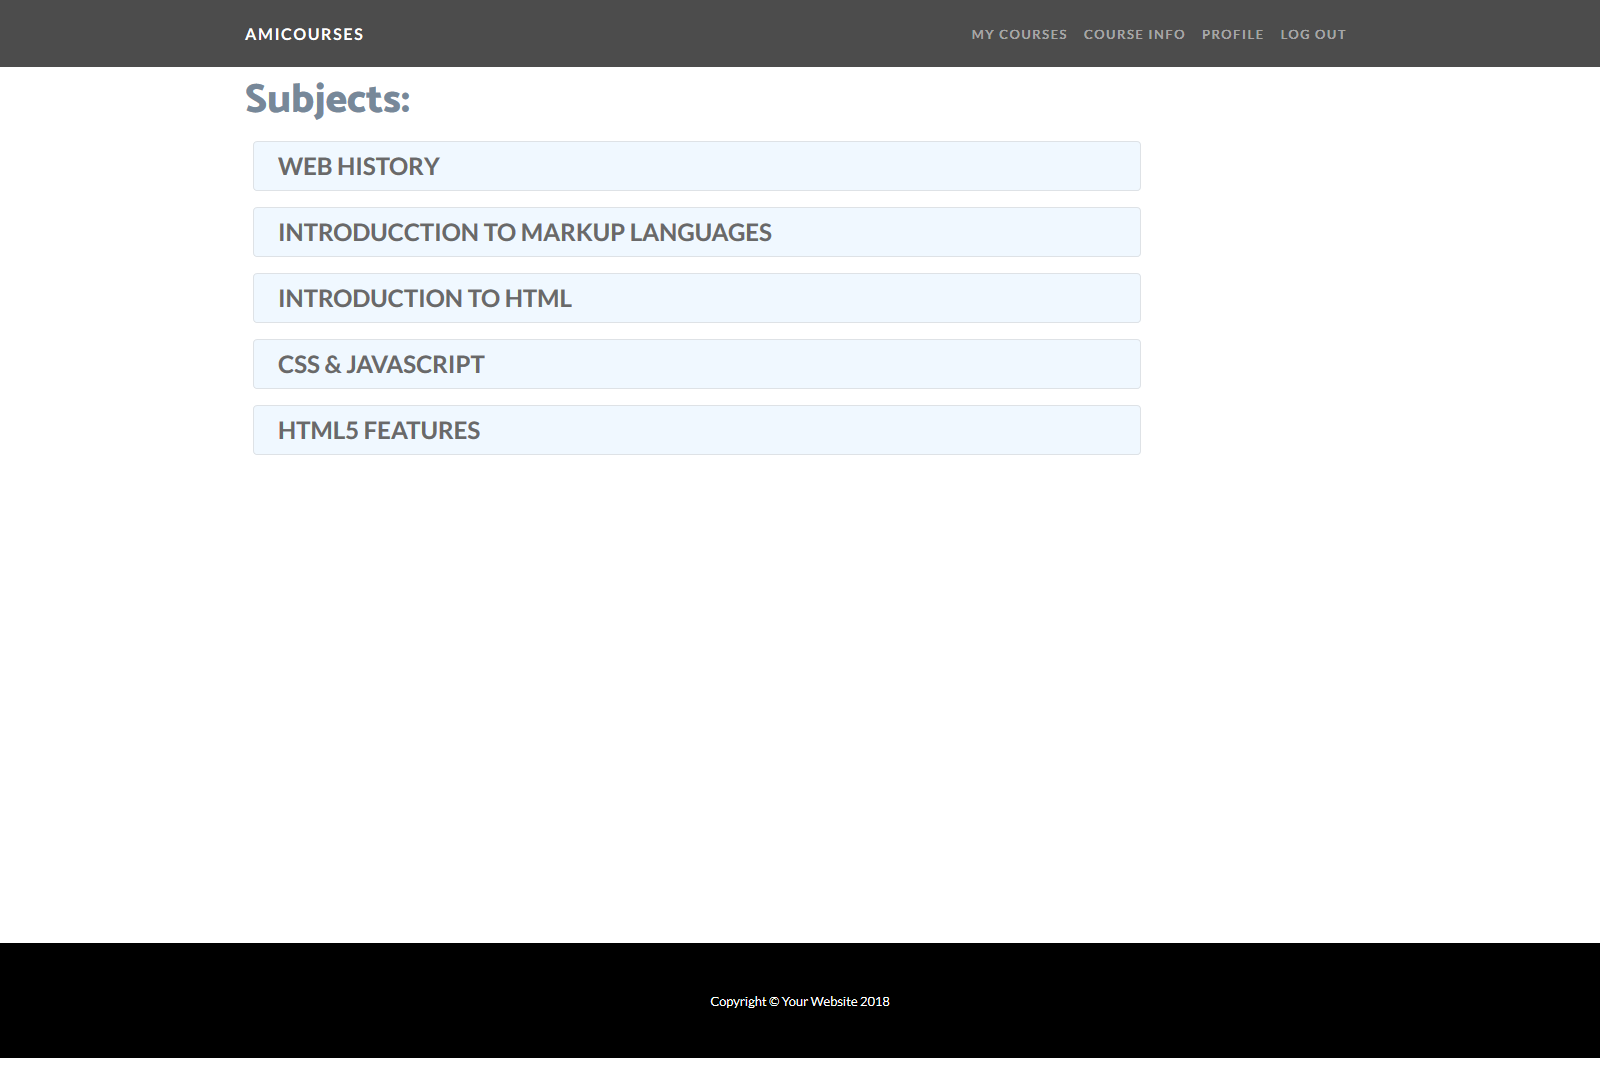 AMICOURSES
MY COURSES COURSE INFO PROFILE LOG OUT
Subjects:
WEB HISTORY
INTRODUCCTION TO MARKUP LANGUAGES
INTRODUCTION TO HTML
CSS & JAVASCRIPT
HTML5 FEATURES
Copyright © Your Website 2018